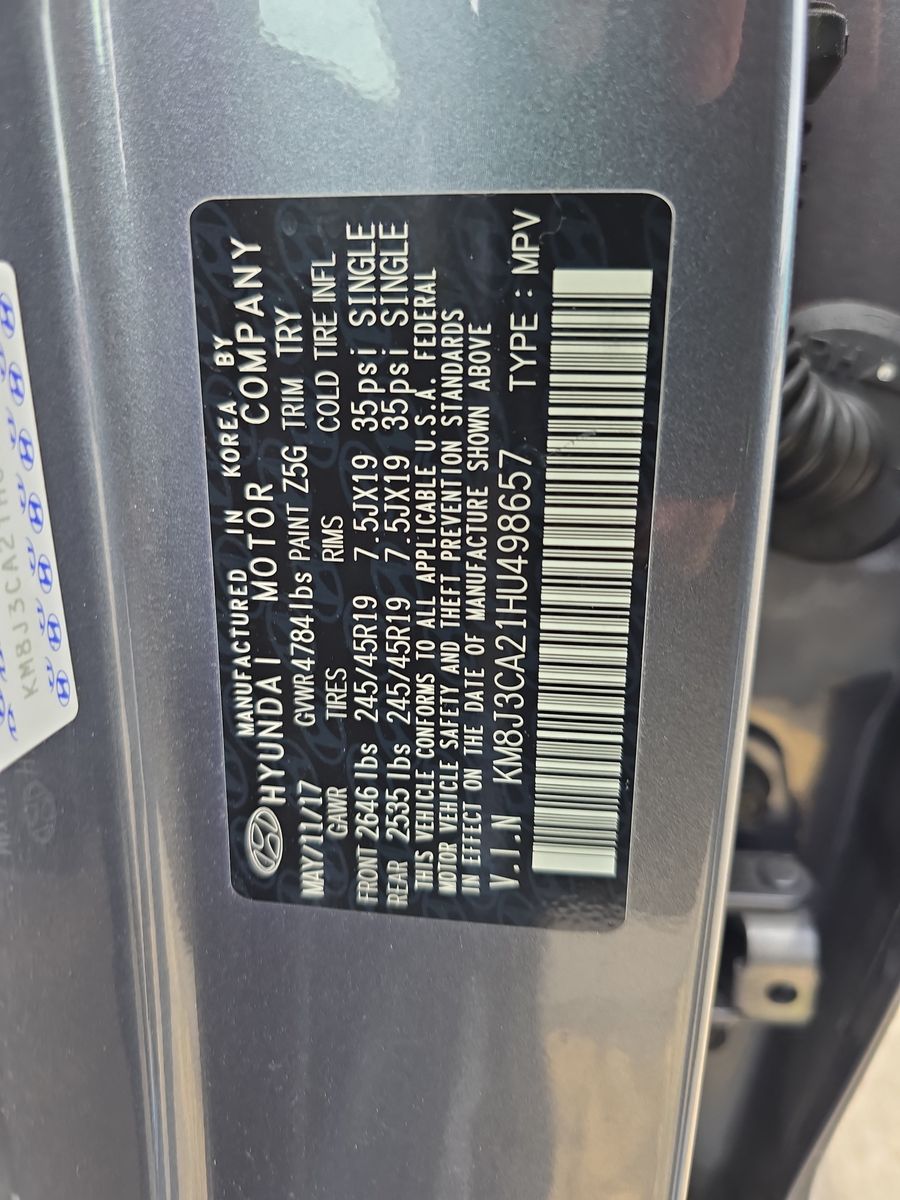 MANUFACTURED IN KOREA BY
HYUNDAI MOTOR COMPANY
MAY/11/17 GVWR4784lbs PAINT Z5G TRIM TRY
GAWR TIRES RIMS COLD TIRE INFL
FRONT 2646lbs 245/45R19 7.5JX19 35psi SINGLE
REAR 2535lbs 245/45R19 7.5JX19 35psi SINGLE
THIS VEHICLE CONFORMS TO ALL APPLICABLE U.S.A. FEDERAL
MOTOR VEHICLE SAFETY AND THEFT PREVENTION STANDARDS
IN EFFECT ON THE DATE OF MANUFACTURE SHOWN ABOVE
V.I.N KM8J3CA21HU498657 TYPE : MPV